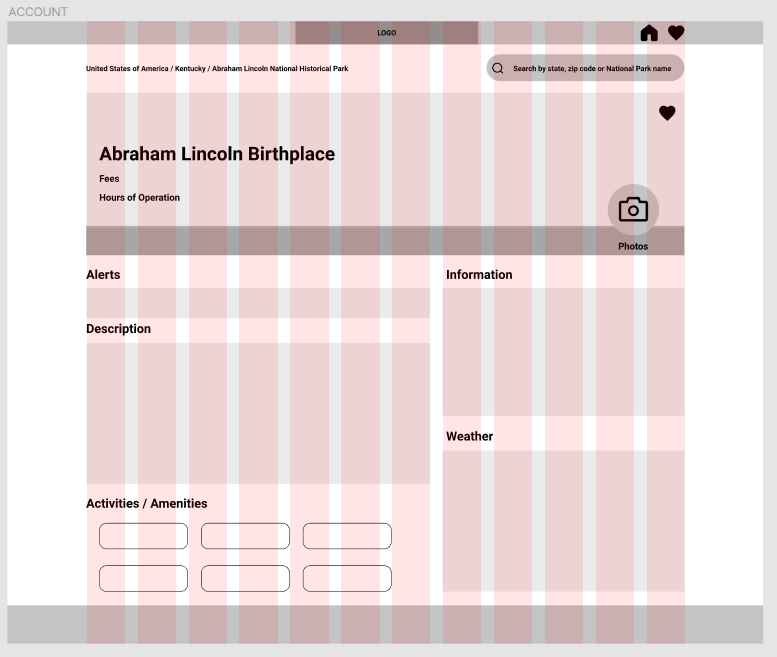 ACCOUNT
LOGO
United States of America / Kentucky / Abraham Lincoln National Historical Park
Search by state, zip code or National Park name
Abraham Lincoln Birthplace
Fees
Hours of Operation
Photos
Alerts
Information
Description
Weather
Activities / Amenities